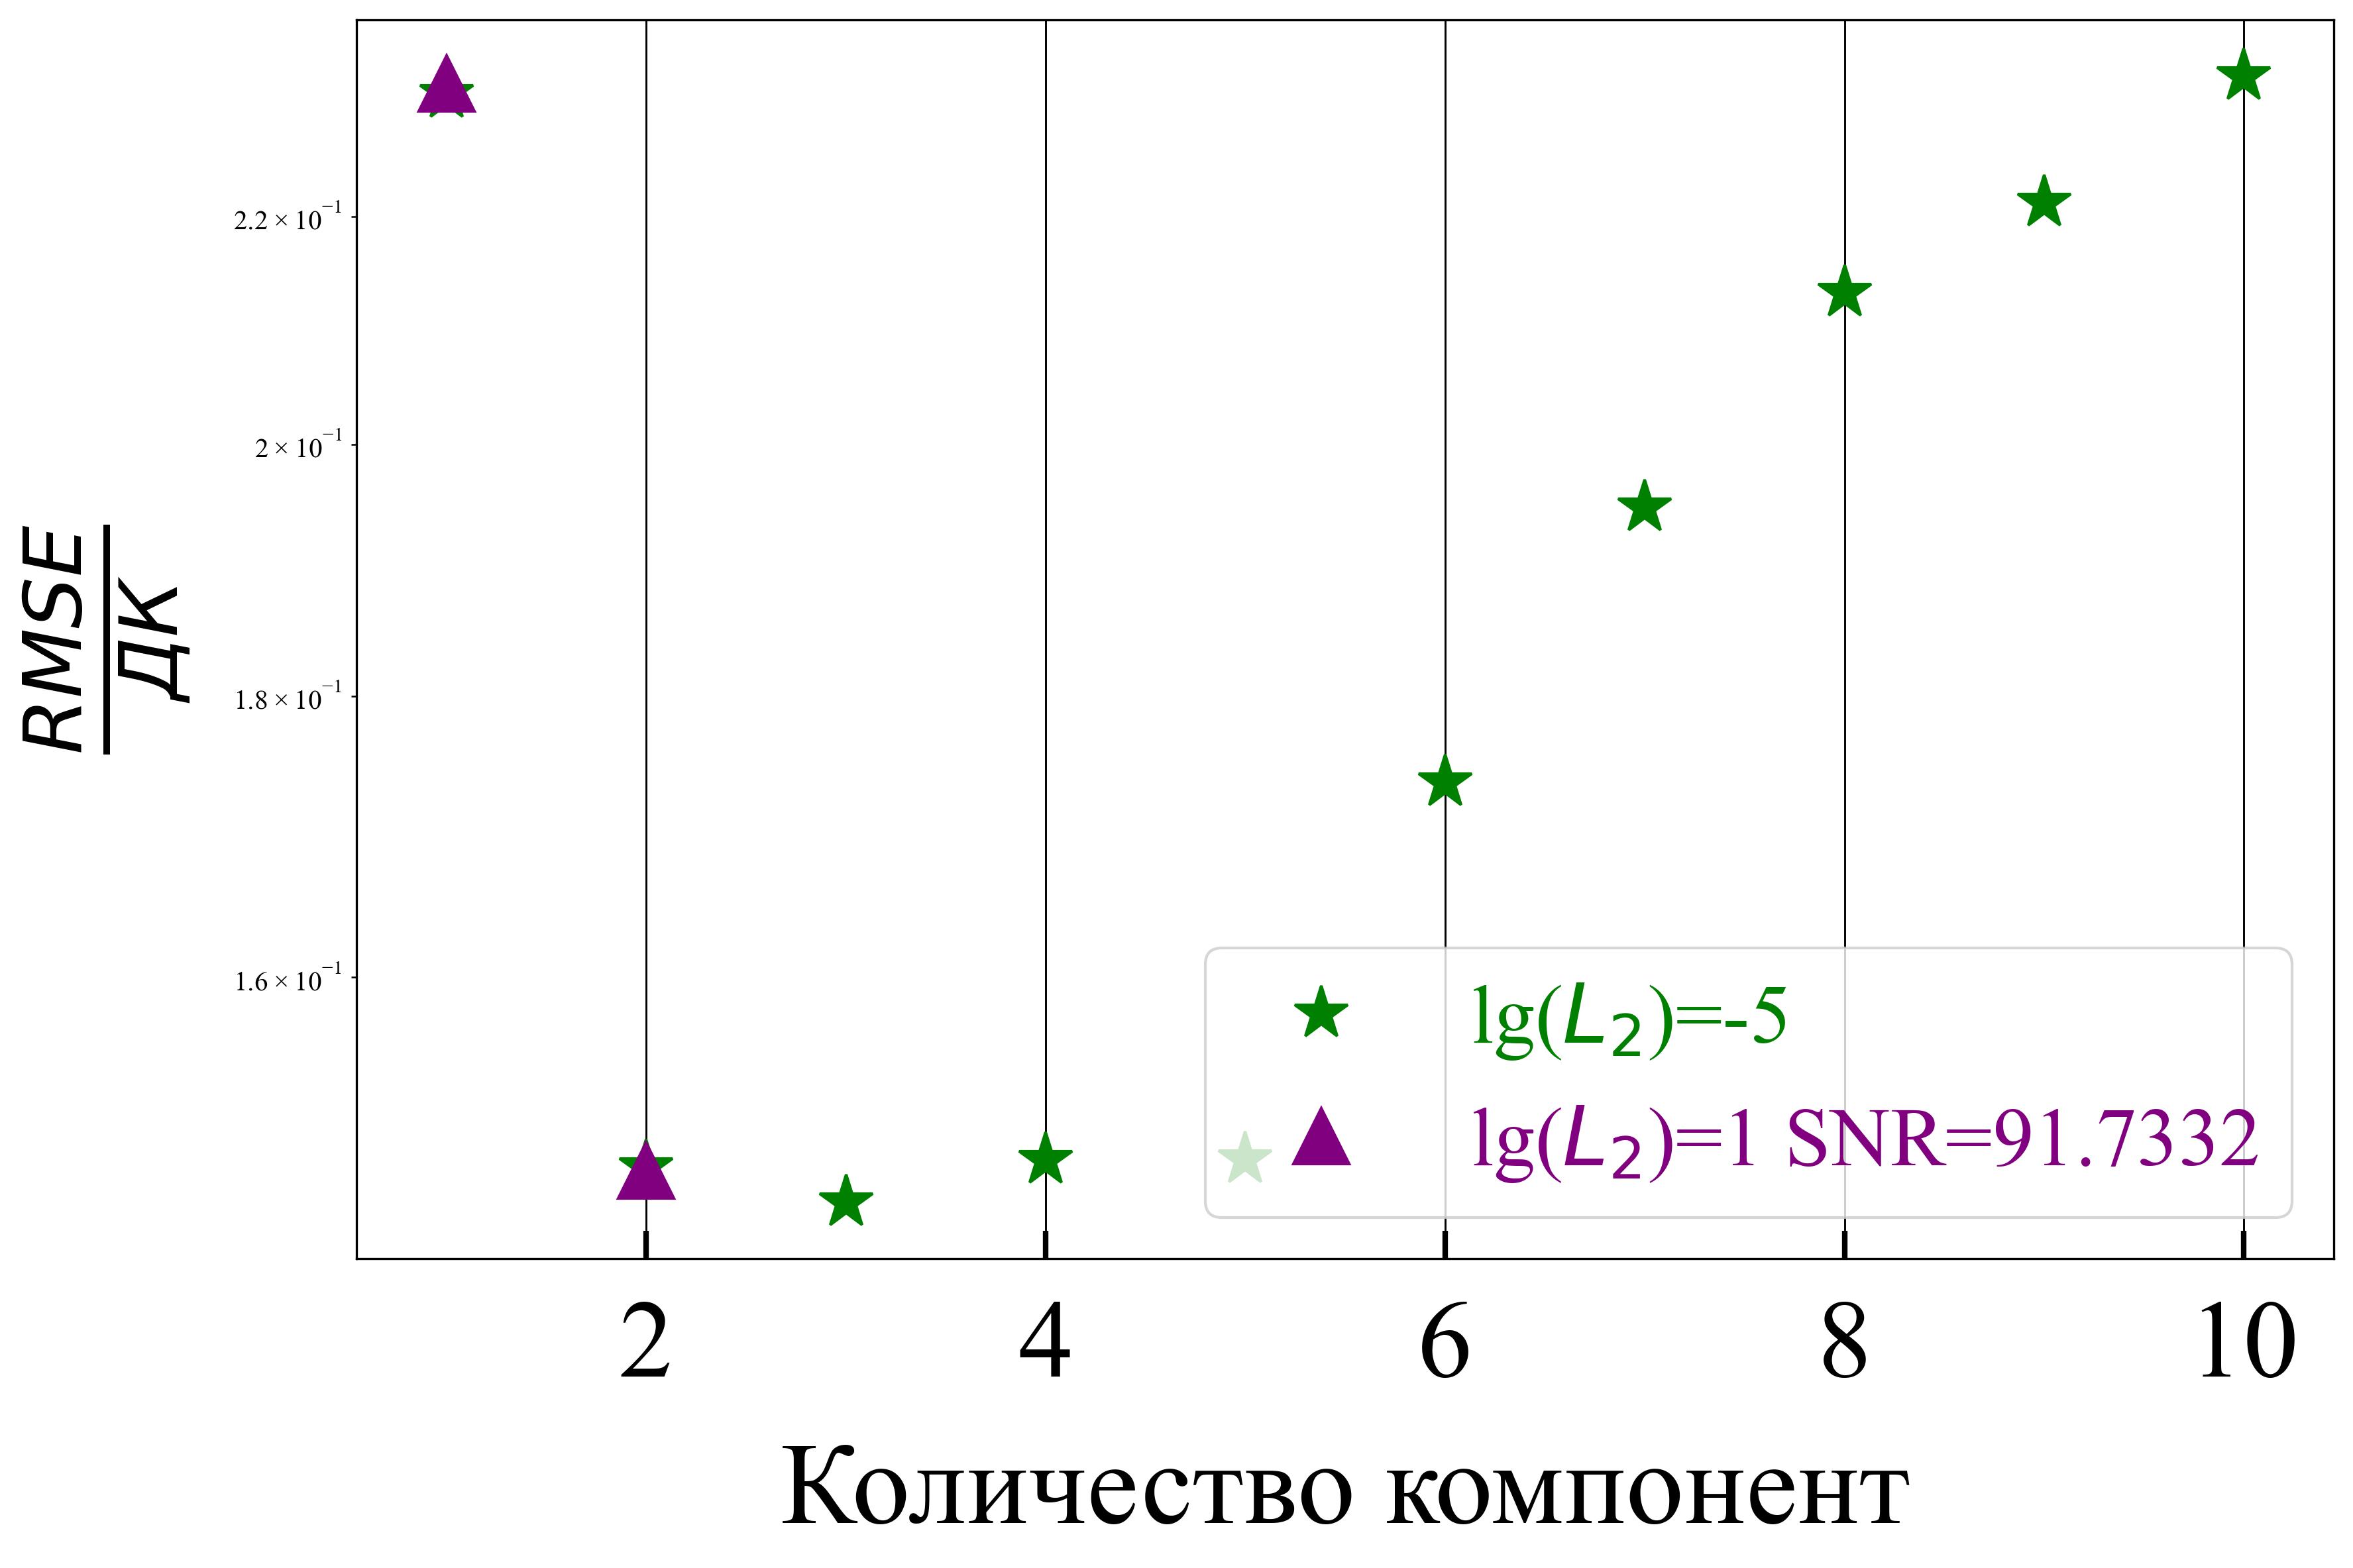 RMSE
ДК
2.2 × 10⁻¹
2 × 10⁻¹
1.8 × 10⁻¹
1.6 × 10⁻¹
lg(L₂)=-5
lg(L₂)=1 SNR=91.7332
2 4 6 8 10
Количество компонент